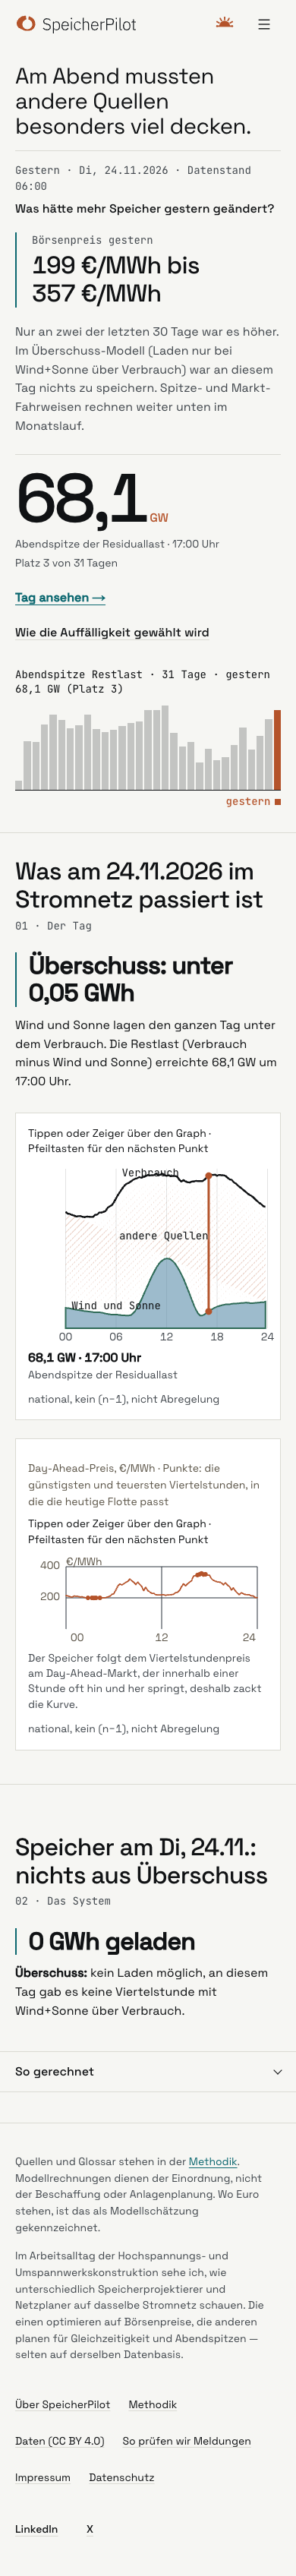 SpeicherPilot
Am Abend mussten
andere Quellen
besonders viel decken.
Gestern · Di, 24.11.2026 · Datenstand
06:00
Was hätte mehr Speicher gestern geändert?
Börsenpreis gestern
199 €/MWh bis
357 €/MWh
Nur an zwei der letzten 30 Tage war es höher.
Im Überschuss-Modell (Laden nur bei
Wind+Sonne über Verbrauch) war an diesem
Tag nichts zu speichern. Spitze- und Markt-
Fahrweisen rechnen weiter unten im
Monatslauf.
68,1 GW
Abendspitze der Residuallast · 17:00 Uhr
Platz 3 von 31 Tagen
Tag ansehen →
Wie die Auffälligkeit gewählt wird
Abendspitze Restlast · 31 Tage · gestern
68,1 GW (Platz 3)
gestern
Was am 24.11.2026 im
Stromnetz passiert ist
01 · Der Tag
Überschuss: unter
0,05 GWh
Wind und Sonne lagen den ganzen Tag unter
dem Verbrauch. Die Restlast (Verbrauch
minus Wind und Sonne) erreichte 68,1 GW um
17:00 Uhr.
Tippen oder Zeiger über den Graph ·
Pfeiltasten für den nächsten Punkt
Verbrauch
andere Quellen
Wind und Sonne
00 06 12 18 24
68,1 GW · 17:00 Uhr
Abendspitze der Residuallast
national, kein (n−1), nicht Abregelung
Day-Ahead-Preis, €/MWh · Punkte: die
günstigsten und teuersten Viertelstunden, in
die die heutige Flotte passt
Tippen oder Zeiger über den Graph ·
Pfeiltasten für den nächsten Punkt
400 €/MWh
200
00 12 24
Der Speicher folgt dem Viertelstundenpreis
am Day-Ahead-Markt, der innerhalb einer
Stunde oft hin und her springt, deshalb zackt
die Kurve.
national, kein (n−1), nicht Abregelung
Speicher am Di, 24.11.:
nichts aus Überschuss
02 · Das System
0 GWh geladen
Überschuss: kein Laden möglich, an diesem
Tag gab es keine Viertelstunde mit
Wind+Sonne über Verbrauch.
So gerechnet
Quellen und Glossar stehen in der Methodik.
Modellrechnungen dienen der Einordnung, nicht
der Beschaffung oder Anlagenplanung. Wo Euro
stehen, ist das als Modellschätzung
gekennzeichnet.
Im Arbeitsalltag der Hochspannungs- und
Umspannwerkskonstruktion sehe ich, wie
unterschiedlich Speicherprojektierer und
Netzplaner auf dasselbe Stromnetz schauen. Die
einen optimieren auf Börsenpreise, die anderen
planen für Gleichzeitigkeit und Abendspitzen —
selten auf derselben Datenbasis.
Über SpeicherPilot Methodik
Daten (CC BY 4.0) So prüfen wir Meldungen
Impressum Datenschutz
LinkedIn X